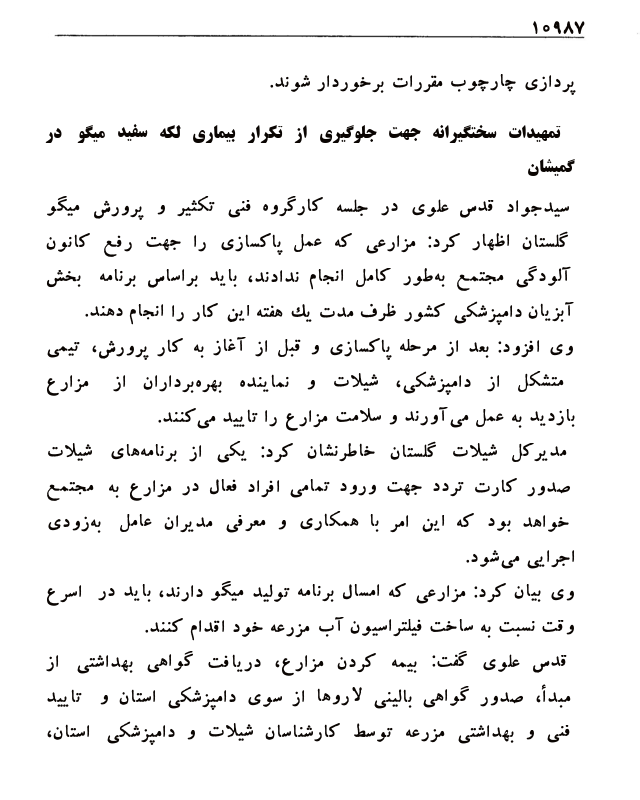 ۱۰۹۸۷
پردازی چارچوب مقررات برخوردار شوند.
تمهیدات سختگیرانه جهت جلوگیری از تکرار بیماری لکه سفید میگو در
گمیشان
سیدجواد قدس علوی در جلسه کارگروه فنی تکثیر و پرورش میگو
گلستان اظهار کرد: مزارعی که عمل پاکسازی را جهت رفع کانون
آلودگی مجتمع به‌طور کامل انجام ندادند، باید براساس برنامه بخش
آبزیان دامپزشکی کشور ظرف مدت یك هفته این کار را انجام دهند.
وی افزود: بعد از مرحله پاکسازی و قبل از آغاز به کار پرورش، تیمی
متشکل از دامپزشکی، شیلات و نماینده بهره‌برداران از مزارع
بازدید به عمل می‌آورند و سلامت مزارع را تایید می‌کنند.
مدیرکل شیلات گلستان خاطرنشان کرد: یکی از برنامه‌های شیلات
صدور کارت تردد جهت ورود تمامی افراد فعال در مزارع به مجتمع
خواهد بود که این امر با همکاری و معرفی مدیران عامل به‌زودی
اجرایی می‌شود.
وی بیان کرد: مزارعی که امسال برنامه تولید میگو دارند، باید در اسرع
وقت نسبت به ساخت فیلتراسیون آب مزرعه خود اقدام کنند.
قدس علوی گفت: بیمه کردن مزارع، دریافت گواهی بهداشتی از
مبدأ، صدور گواهی بالینی لاروها از سوی دامپزشکی استان و تایید
فنی و بهداشتی مزرعه توسط کارشناسان شیلات و دامپزشکی استان،